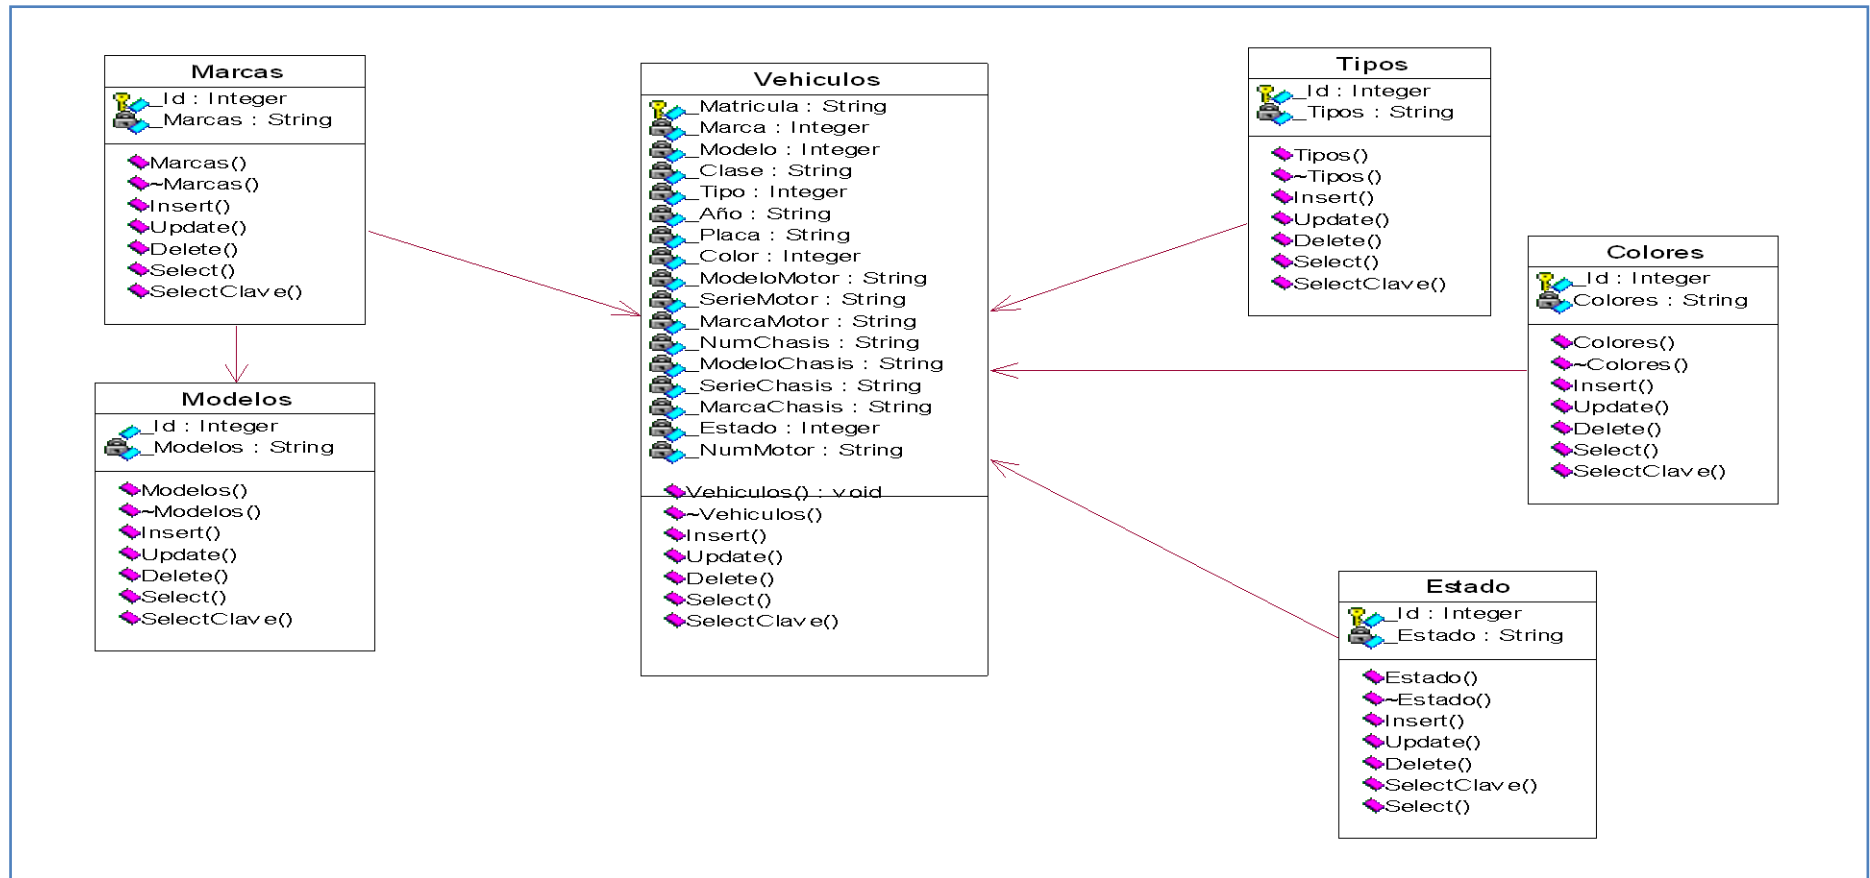 Marcas
_Id : Integer
_Marcas : String
Marcas()
~Marcas()
Insert()
Update()
Delete()
Select()
SelectClave()
Modelos
_Id : Integer
_Modelos : String
Modelos()
~Modelos()
Insert()
Update()
Delete()
Select()
SelectClave()
Vehiculos
_Matricula : String
_Marca : Integer
_Modelo : Integer
_Clase : String
_Tipo : Integer
_Año : String
_Placa : String
_Color : Integer
_ModeloMotor : String
_SerieMotor : String
_MarcaMotor : String
_NumChasis : String
_ModeloChasis : String
_SerieChasis : String
_MarcaChasis : String
_Estado : Integer
_NumMotor : String
Vehiculos() : void
~Vehiculos()
Insert()
Update()
Delete()
Select()
SelectClave()
Tipos
_Id : Integer
_Tipos : String
Tipos()
~Tipos()
Insert()
Update()
Delete()
Select()
SelectClave()
Colores
_Id : Integer
Colores : String
Colores()
~Colores()
Insert()
Update()
Delete()
Select()
SelectClave()
Estado
_Id : Integer
_Estado : String
Estado()
~Estado()
Insert()
Update()
Delete()
SelectClave()
Select()